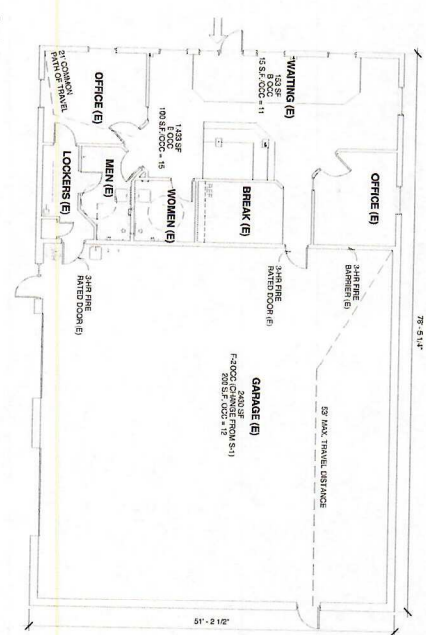 78' - 5 1/4"
OFFICE (E)
3-HR FIRE
BARRIER (E)
53' MAX. TRAVEL DISTANCE
WAITING (E)
153 SF
B OCC
15 S.F./OCC = 11
BREAK (E)
REF
3-HR FIRE
RATED DOOR (E)
GARAGE (E)
2430 SF
F-2 OCC (CHANGE FROM S-1)
200 S.F. OCC = 12
51' - 2 1/2"
1,433 SF
B OCC
100 S.F./OCC = 15
WOMEN (E)
OFFICE (E)
MEN (E)
LOCKERS (E)
3-HR FIRE
RATED DOOR (E)
21' COMMON
PATH OF TRAVEL